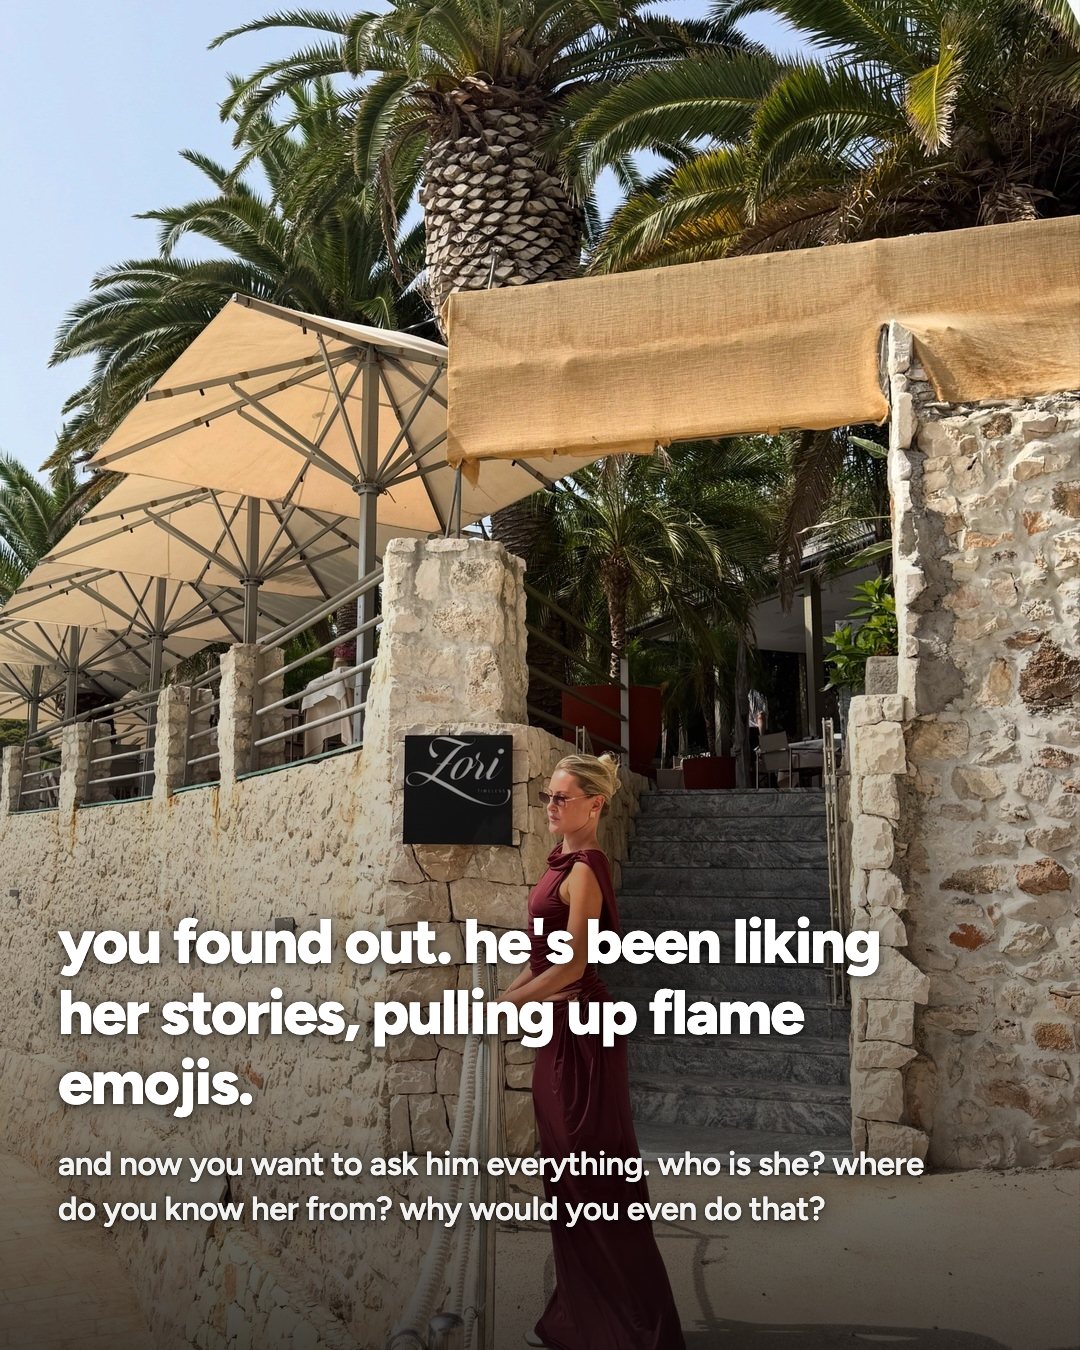 Zori
TIMELESS
you found out. he's been liking
her stories, pulling up flame
emojis.
and now you want to ask him everything. who is she? where
do you know her from? why would you even do that?